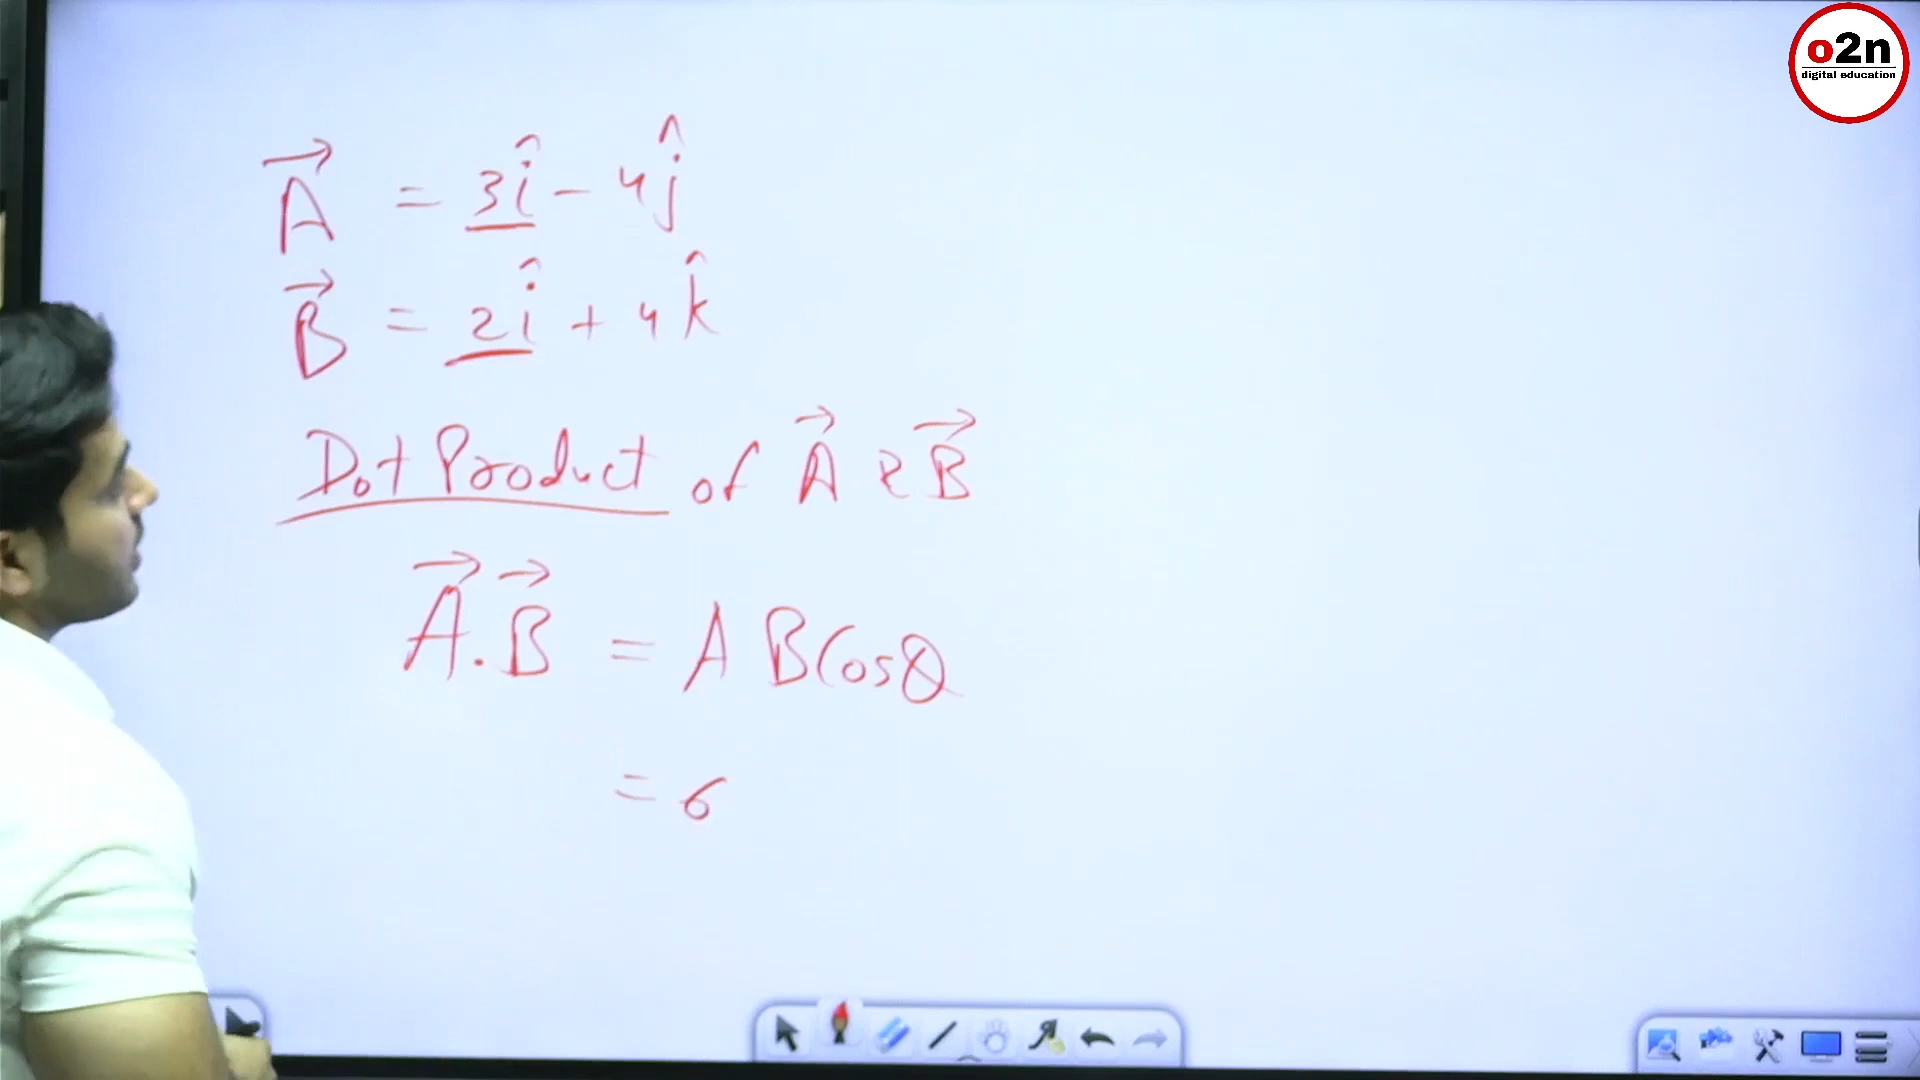 o2n
digital education
A⃗ = 3î - 4ĵ
B⃗ = 2î + 4k̂
Dot Product of A⃗ & B⃗
A⃗.B⃗ = A B Cosθ
= 6